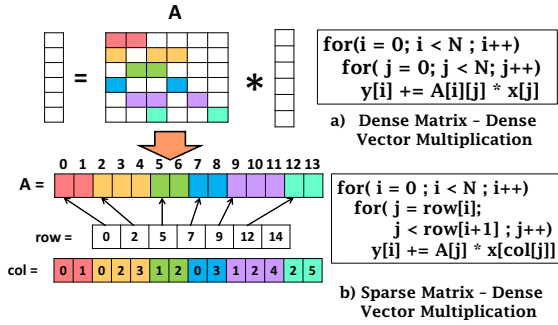 A
=
*
for(i = 0; i < N ; i++)
for( j = 0; j < N; j++)
y[i] += A[i][j] * x[j]
a) Dense Matrix – Dense
Vector Multiplication
0 1 2 3 4 5 6 7 8 9 10 11 12 13
A =
row = 0 2 5 7 9 12 14
col = 0 1 0 2 3 1 2 0 3 1 2 4 2 5
for( i = 0 ; i < N ; i++)
for( j = row[i];
j < row[i+1] ; j++)
y[i] += A[j] * x[col[j]]
b) Sparse Matrix – Dense
Vector Multiplication